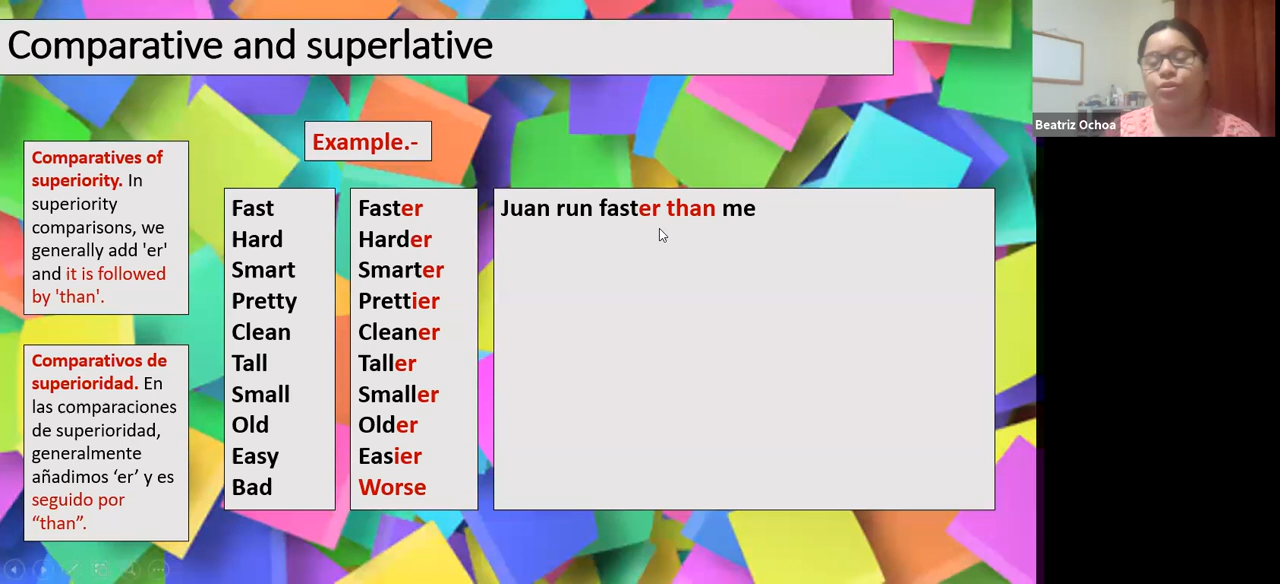 Comparative and superlative
Beatriz Ochoa
Example.-
Comparatives of
superiority. In
superiority
comparisons, we
generally add 'er'
and it is followed
by 'than'.
Comparativos de
superioridad. En
las comparaciones
de superioridad,
generalmente
añadimos ‘er’ y es
seguido por
“than”.
Fast
Hard
Smart
Pretty
Clean
Tall
Small
Old
Easy
Bad
Faster
Harder
Smarter
Prettier
Cleaner
Taller
Smaller
Older
Easier
Worse
Juan run faster than me